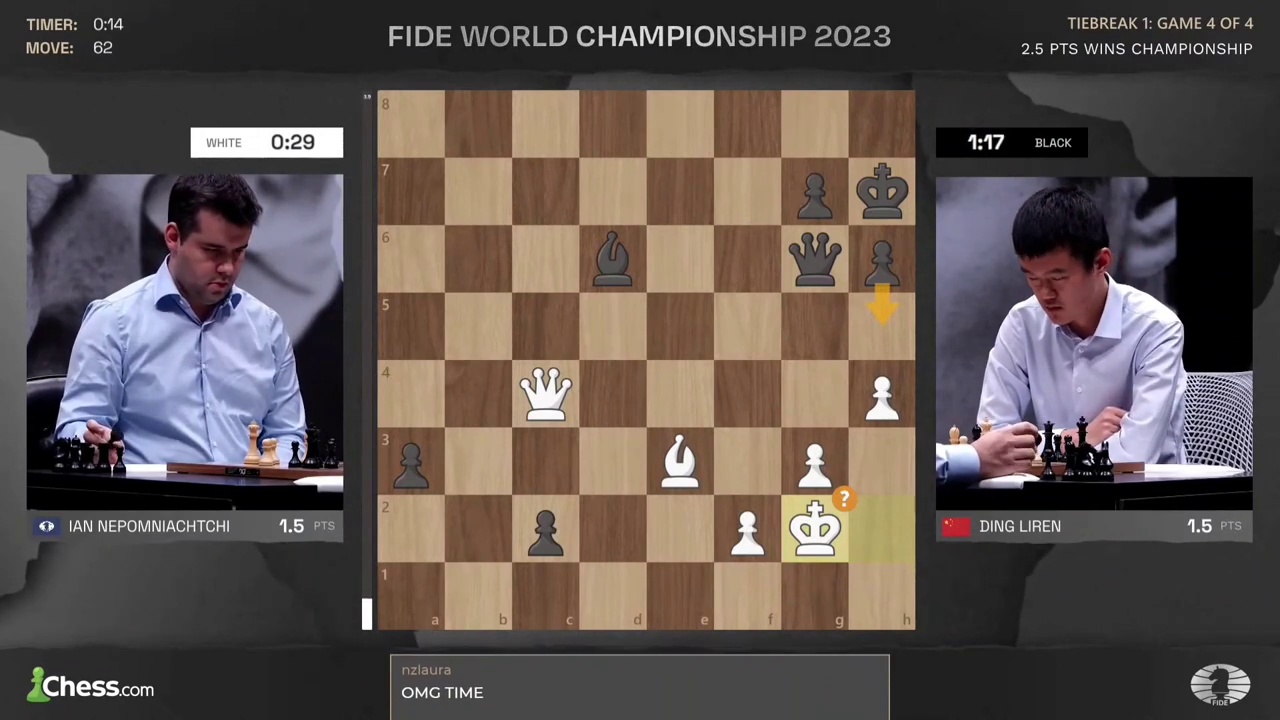 TIMER: 0:14
MOVE: 62
FIDE WORLD CHAMPIONSHIP 2023
TIEBREAK 1: GAME 4 OF 4
2.5 PTS WINS CHAMPIONSHIP
WHITE 0:29
1:17 BLACK
8
7
6
5
4
3
2
1
?
a b c d e f g h
IAN NEPOMNIACHTCHI 1.5 PTS
DING LIREN 1.5 PTS
nzlaura
OMG TIME
Chess.com
FIDE